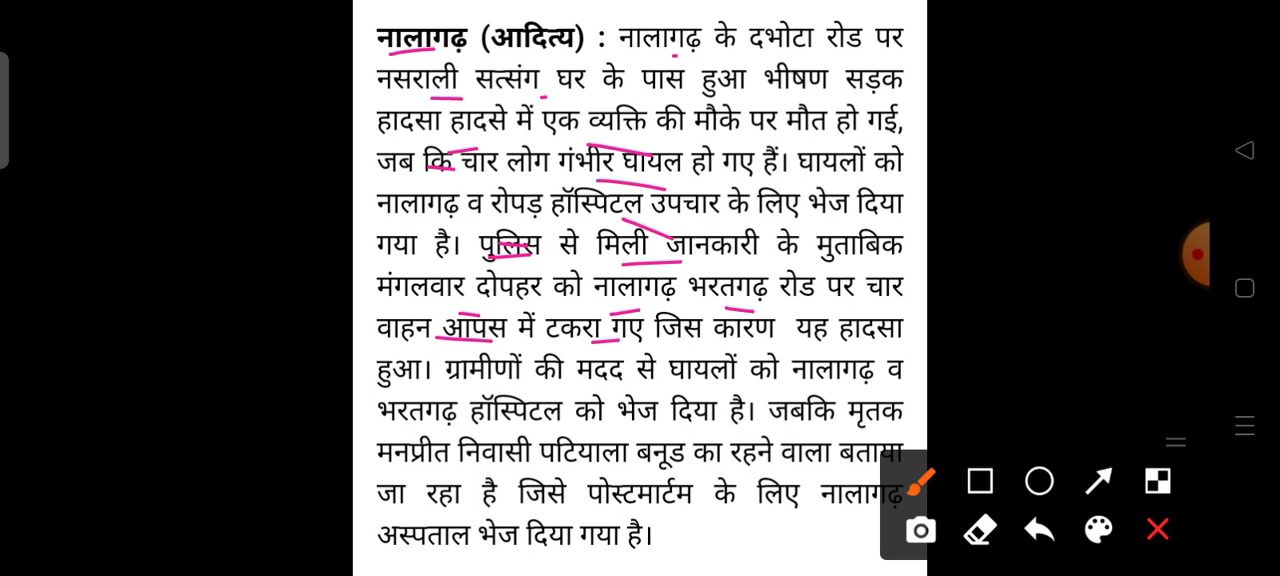 नालागढ़ (आदित्य) : नालागढ़ के दभोटा रोड पर
नसराली सत्संग घर के पास हुआ भीषण सड़क
हादसा हादसे में एक व्यक्ति की मौके पर मौत हो गई,
जब कि चार लोग गंभीर घायल हो गए हैं। घायलों को
नालागढ़ व रोपड़ हॉस्पिटल उपचार के लिए भेज दिया
गया है। पुलिस से मिली जानकारी के मुताबिक
मंगलवार दोपहर को नालागढ़ भरतगढ़ रोड पर चार
वाहन आपस में टकरा गए जिस कारण यह हादसा
हुआ। ग्रामीणों की मदद से घायलों को नालागढ़ व
भरतगढ़ हॉस्पिटल को भेज दिया है। जबकि मृतक
मनप्रीत निवासी पटियाला बनूड का रहने वाला बताया
जा रहा है जिसे पोस्टमार्टम के लिए नालागढ़
अस्पताल भेज दिया गया है।